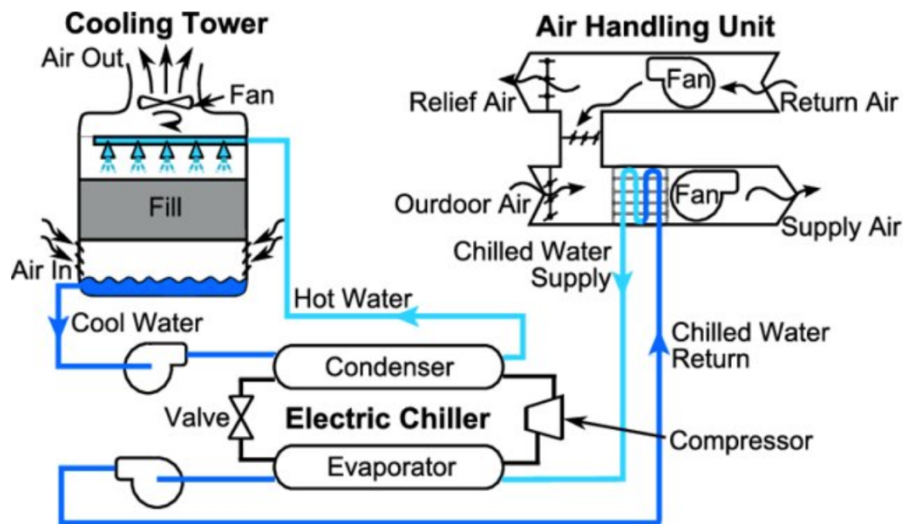 Cooling Tower
Air Handling Unit
Air Out
Fan
Fan
Relief Air
Return Air
Fill
Ourdoor Air
Fan
Supply Air
Air In
Chilled Water
Supply
Hot Water
Cool Water
Chilled Water
Return
Condenser
Valve
Electric Chiller
Compressor
Evaporator